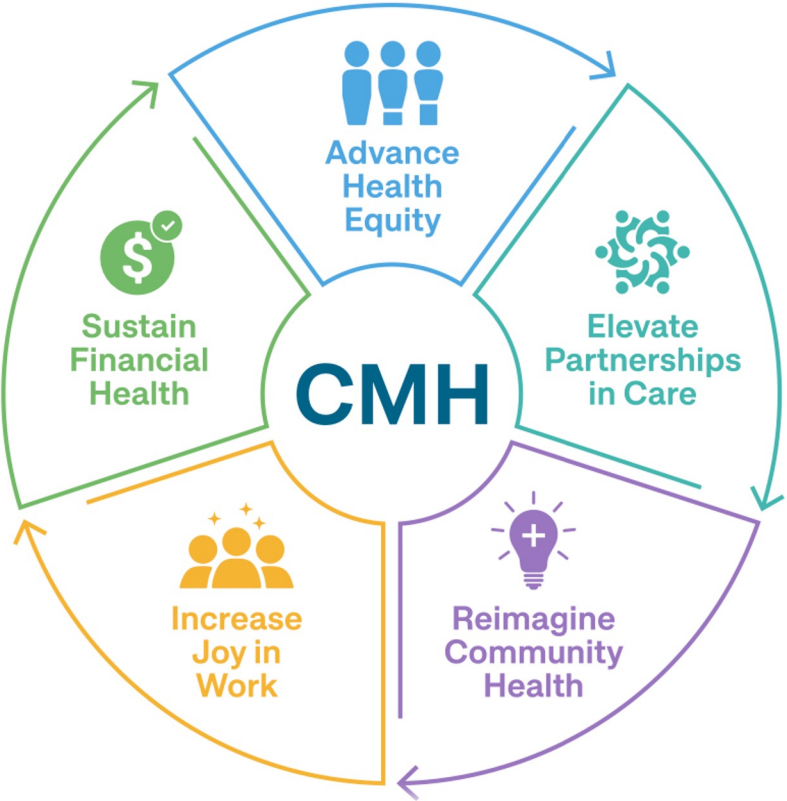 Advance
Health
Equity
Elevate
Partnerships
in Care
Reimagine
Community
Health
Increase
Joy in
Work
$
Sustain
Financial
Health
CMH